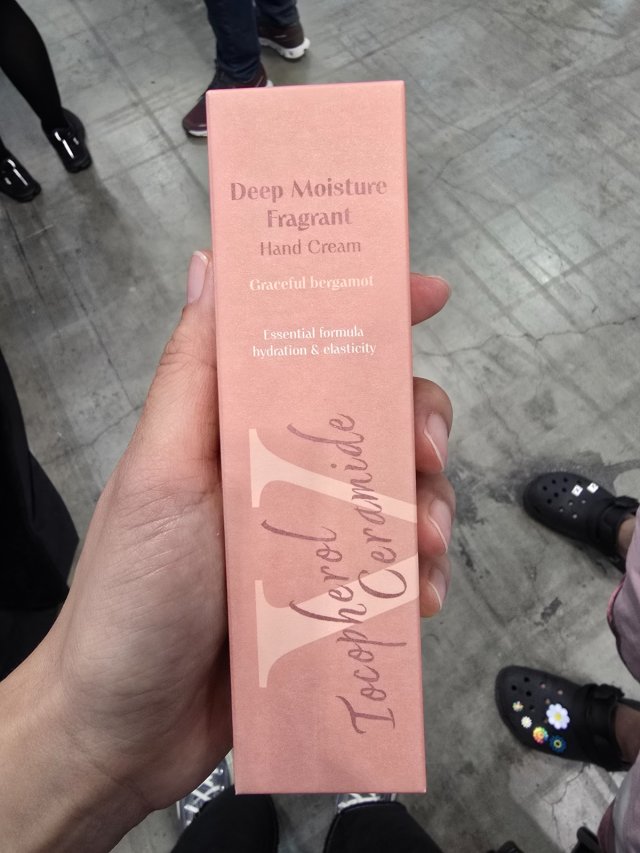 Deep Moisture
Fragrant
Hand Cream
Graceful bergamot
Essential formula
hydration & elasticity
V
Tocopherol
Ceramide